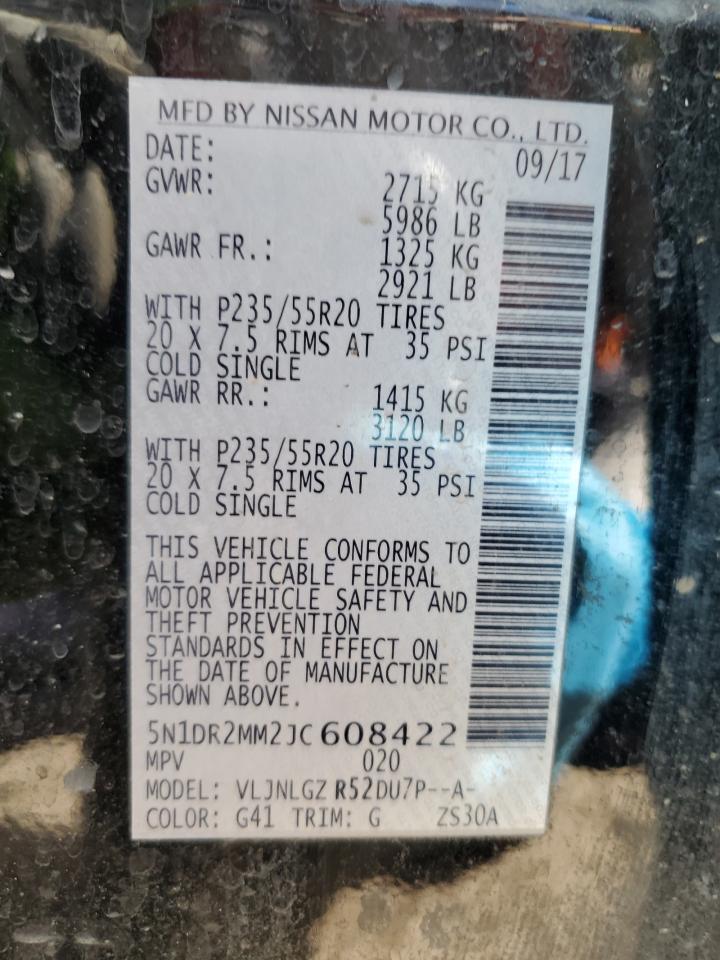 MFD BY NISSAN MOTOR CO., LTD.
DATE: 09/17
GVWR: 2715 KG
5986 LB
GAWR FR.: 1325 KG
2921 LB
WITH P235/55R20 TIRES
20 X 7.5 RIMS AT 35 PSI
COLD SINGLE
GAWR RR.: 1415 KG
3120 LB
WITH P235/55R20 TIRES
20 X 7.5 RIMS AT 35 PSI
COLD SINGLE
THIS VEHICLE CONFORMS TO
ALL APPLICABLE FEDERAL
MOTOR VEHICLE SAFETY AND
THEFT PREVENTION
STANDARDS IN EFFECT ON
THE DATE OF MANUFACTURE
SHOWN ABOVE.
5N1DR2MM2JC608422
MPV 020
MODEL: VLJNLGZ R52DU7P--A-
COLOR: G41 TRIM: G ZS30A